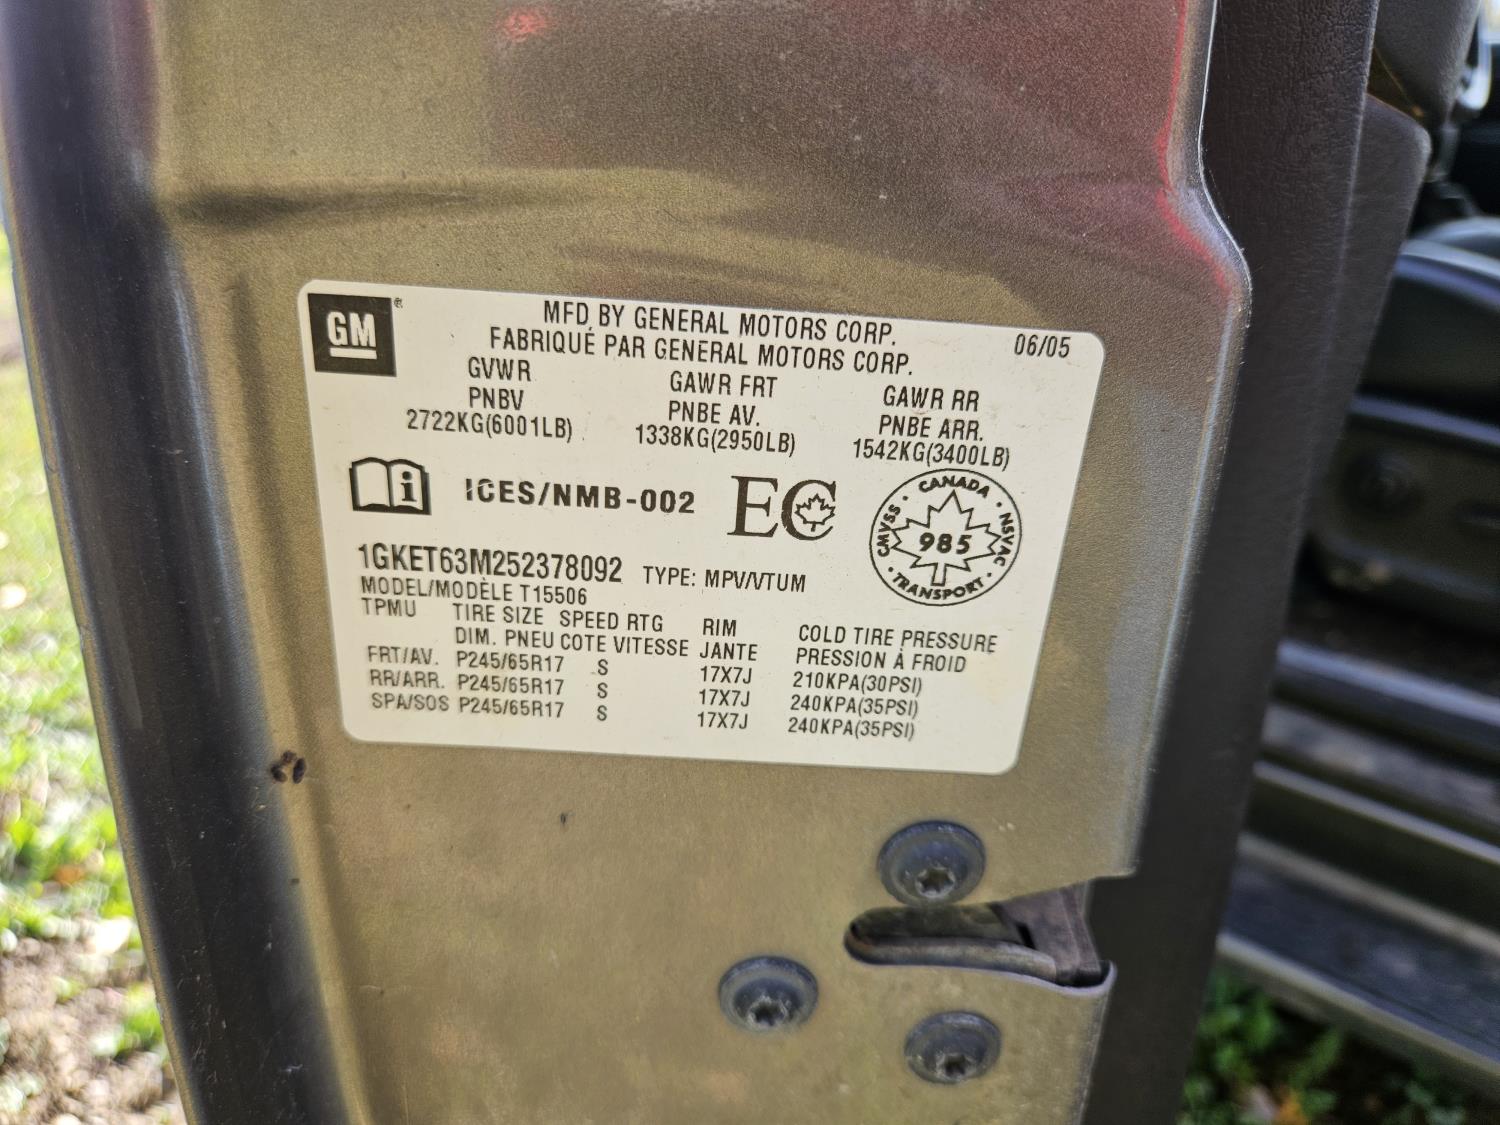 GM®
MFD BY GENERAL MOTORS CORP.
FABRIQUÉ PAR GENERAL MOTORS CORP.
06/05
GVWR
PNBV
2722KG(6001LB)
GAWR FRT
PNBE AV.
1338KG(2950LB)
GAWR RR
PNBE ARR.
1542KG(3400LB)
i
ICES/NMB-002
EC
CANADA
CMVSS
NSVAC
985
TRANSPORT
1GKET63M252378092 TYPE: MPV/VTUM
MODEL/MODÈLE T15506
TPMU TIRE SIZE SPEED RTG RIM COLD TIRE PRESSURE
DIM. PNEU COTE VITESSE JANTE PRESSION À FROID
FRT/AV. P245/65R17 S 17X7J 210KPA(30PSI)
RR/ARR. P245/65R17 S 17X7J 240KPA(35PSI)
SPA/SOS P245/65R17 S 17X7J 240KPA(35PSI)